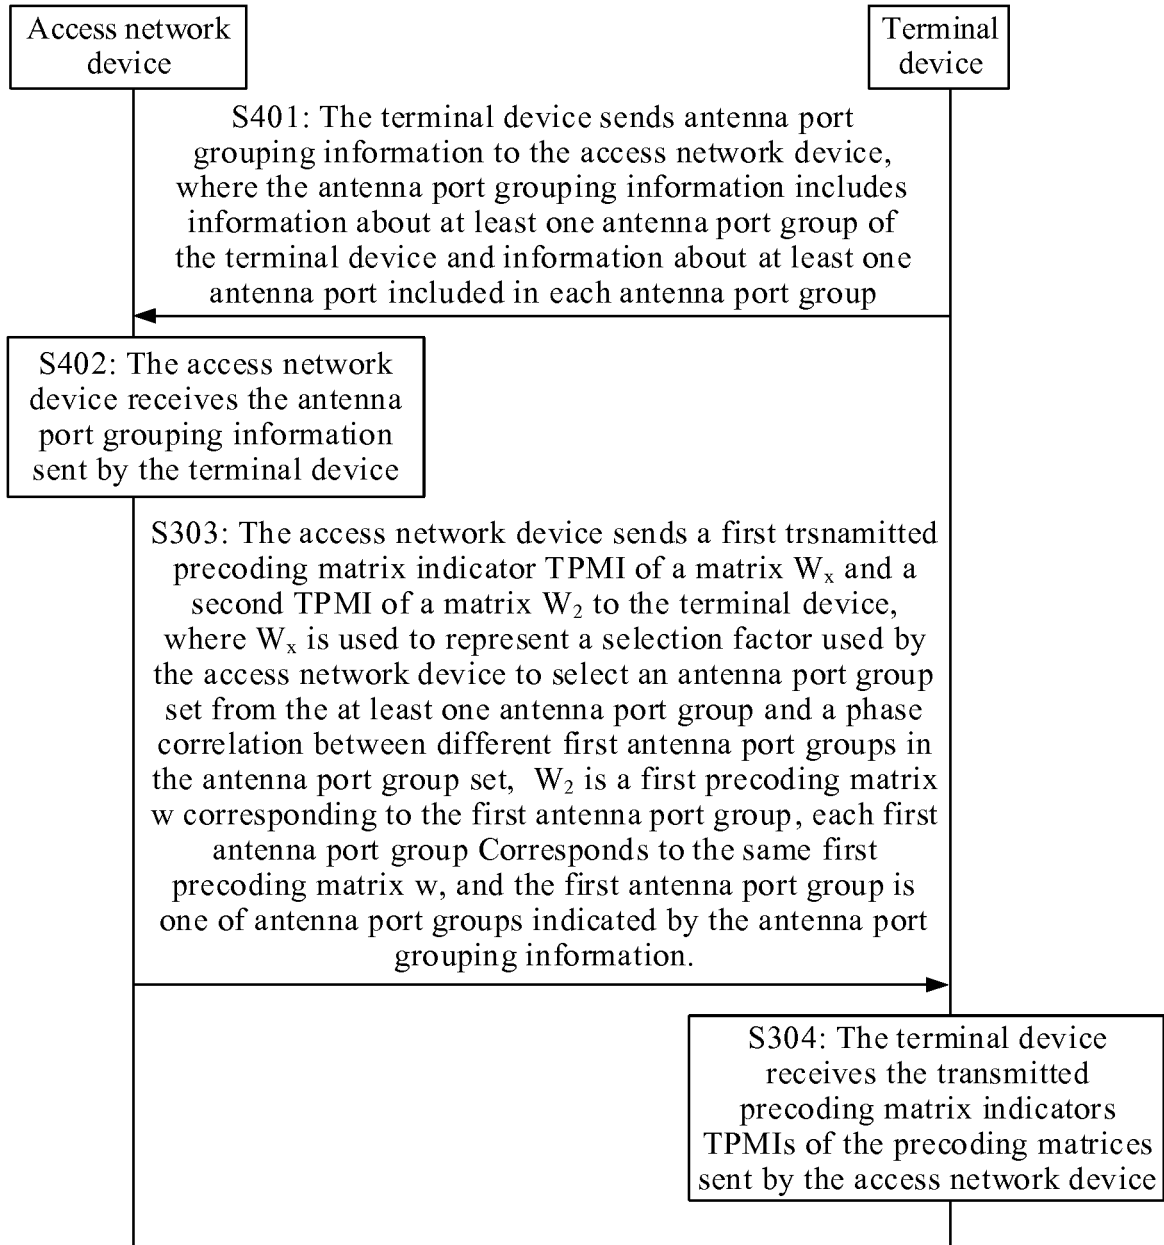 Access network
device
Terminal
device
S401: The terminal device sends antenna port
grouping information to the access network device,
where the antenna port grouping information includes
information about at least one antenna port group of
the terminal device and information about at least one
antenna port included in each antenna port group
S402: The access network
device receives the antenna
port grouping information
sent by the terminal device
S303: The access network device sends a first trsnamitted
precoding matrix indicator TPMI of a matrix Wₓ and a
second TPMI of a matrix W₂ to the terminal device,
where Wₓ is used to represent a selection factor used by
the access network device to select an antenna port group
set from the at least one antenna port group and a phase
correlation between different first antenna port groups in
the antenna port group set, W₂ is a first precoding matrix
w corresponding to the first antenna port group, each first
antenna port group Corresponds to the same first
precoding matrix w, and the first antenna port group is
one of antenna port groups indicated by the antenna port
grouping information.
S304: The terminal device
receives the transmitted
precoding matrix indicators
TPMIs of the precoding matrices
sent by the access network device